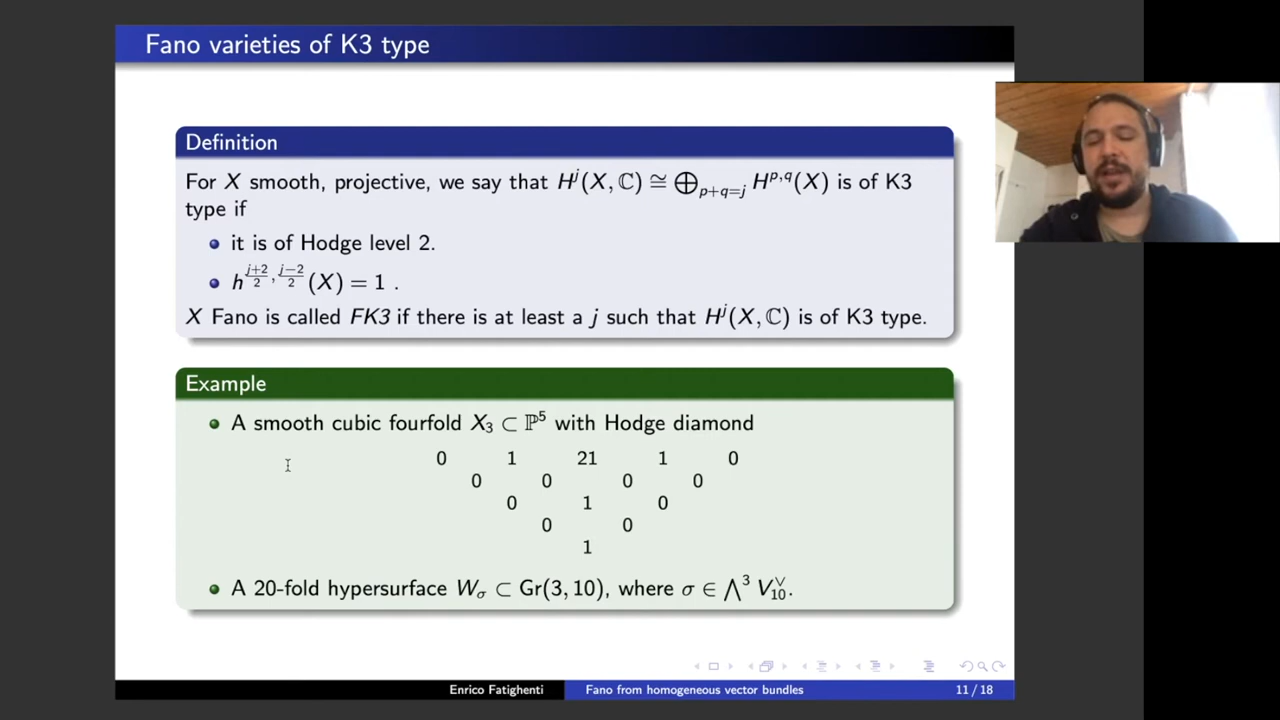 Fano varieties of K3 type
Definition
For X smooth, projective, we say that H^j(X, ℂ) ≅ ⊕_{p+q=j} H^{p,q}(X) is of K3
type if
• it is of Hodge level 2.
• h^{\frac{j+2}{2},\frac{j−2}{2}}(X) = 1 .
X Fano is called FK3 if there is at least a j such that H^j(X, ℂ) is of K3 type.
Example
• A smooth cubic fourfold X_3 ⊂ ℙ^5 with Hodge diamond
0 1 21 1 0
0 0 0 0
0 1 0
0 0
1
• A 20-fold hypersurface W_σ ⊂ Gr(3, 10), where σ ∈ ⋀^3 V_{10}^∨.
Enrico Fatighenti Fano from homogeneous vector bundles 11 / 18